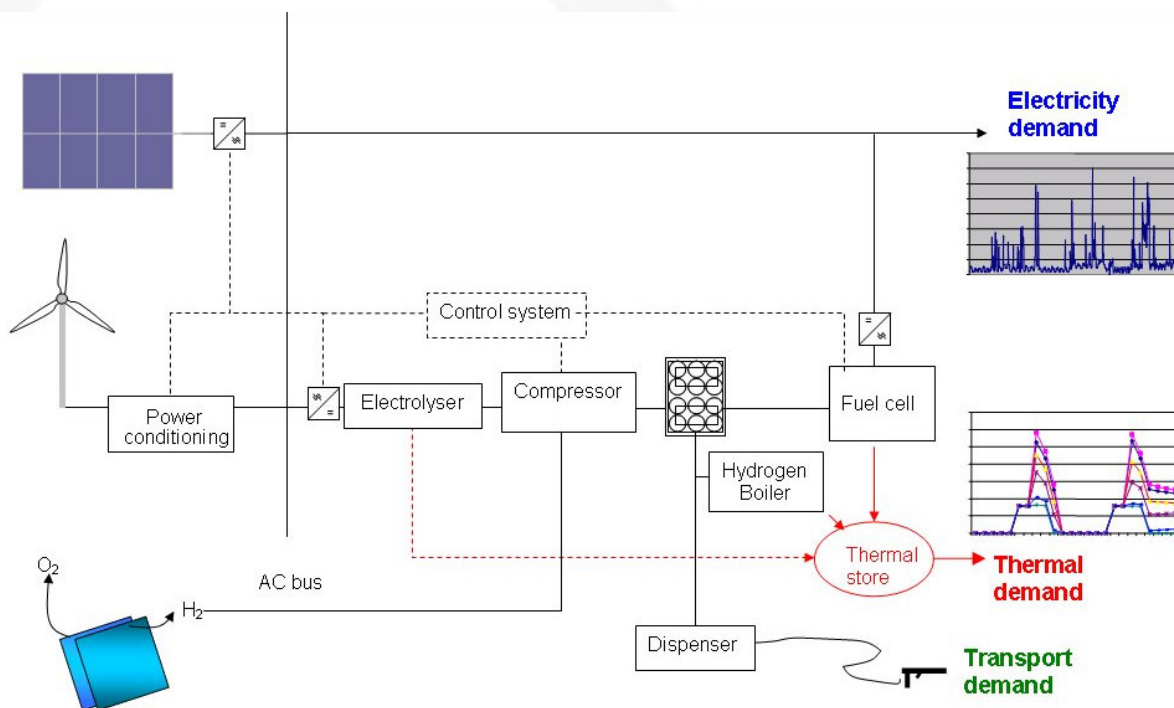 Electricity
demand
Control system
Electrolyser
Compressor
Fuel cell
Power
conditioning
Hydrogen
Boiler
Thermal
store
Thermal
demand
O2
AC bus
H2
Dispenser
Transport
demand